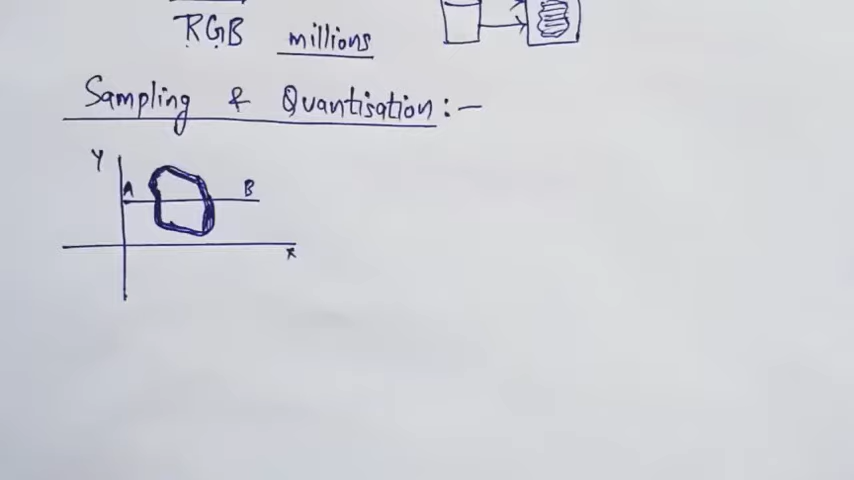 RGB millions
Sampling & Quantisation:-
Y
A B
x